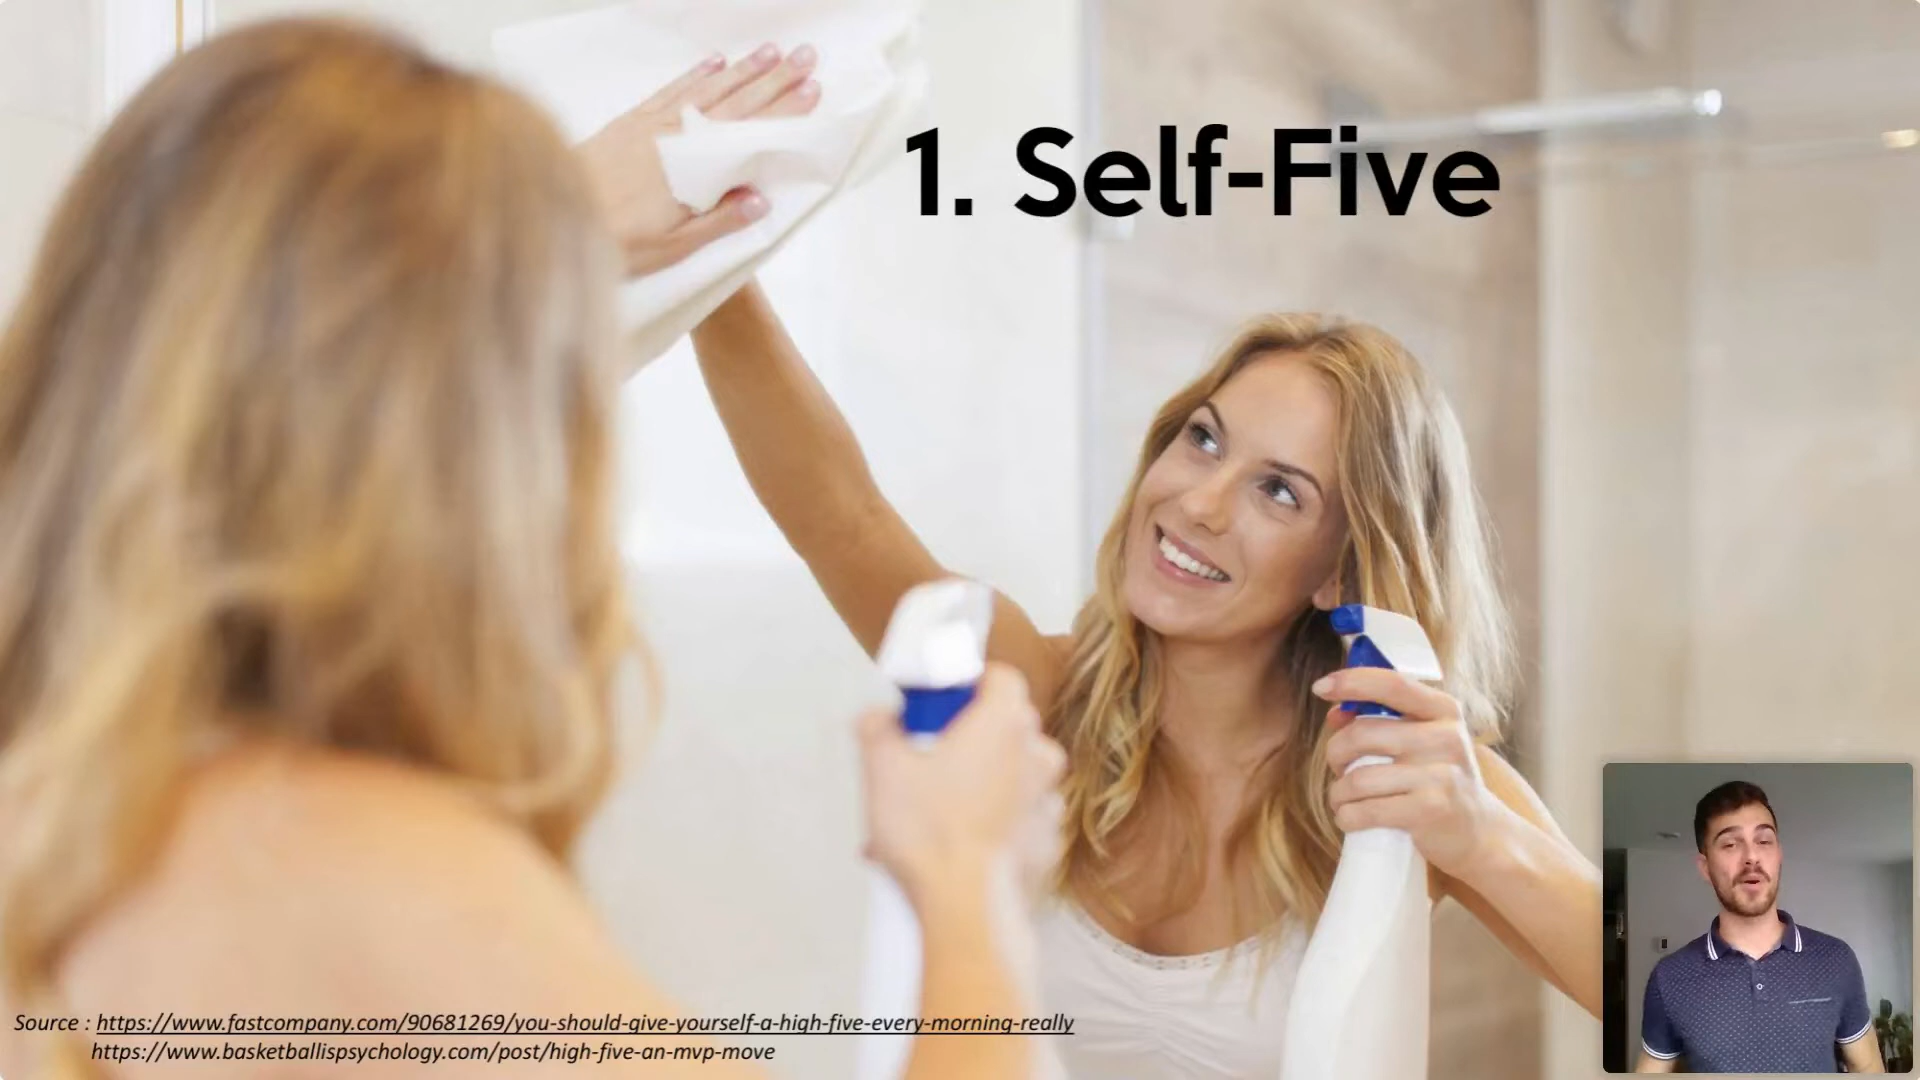 1. Self-Five
Source : https://www.fastcompany.com/90681269/you-should-give-yourself-a-high-five-every-morning-really
https://www.basketballispsychology.com/post/high-five-an-mvp-move